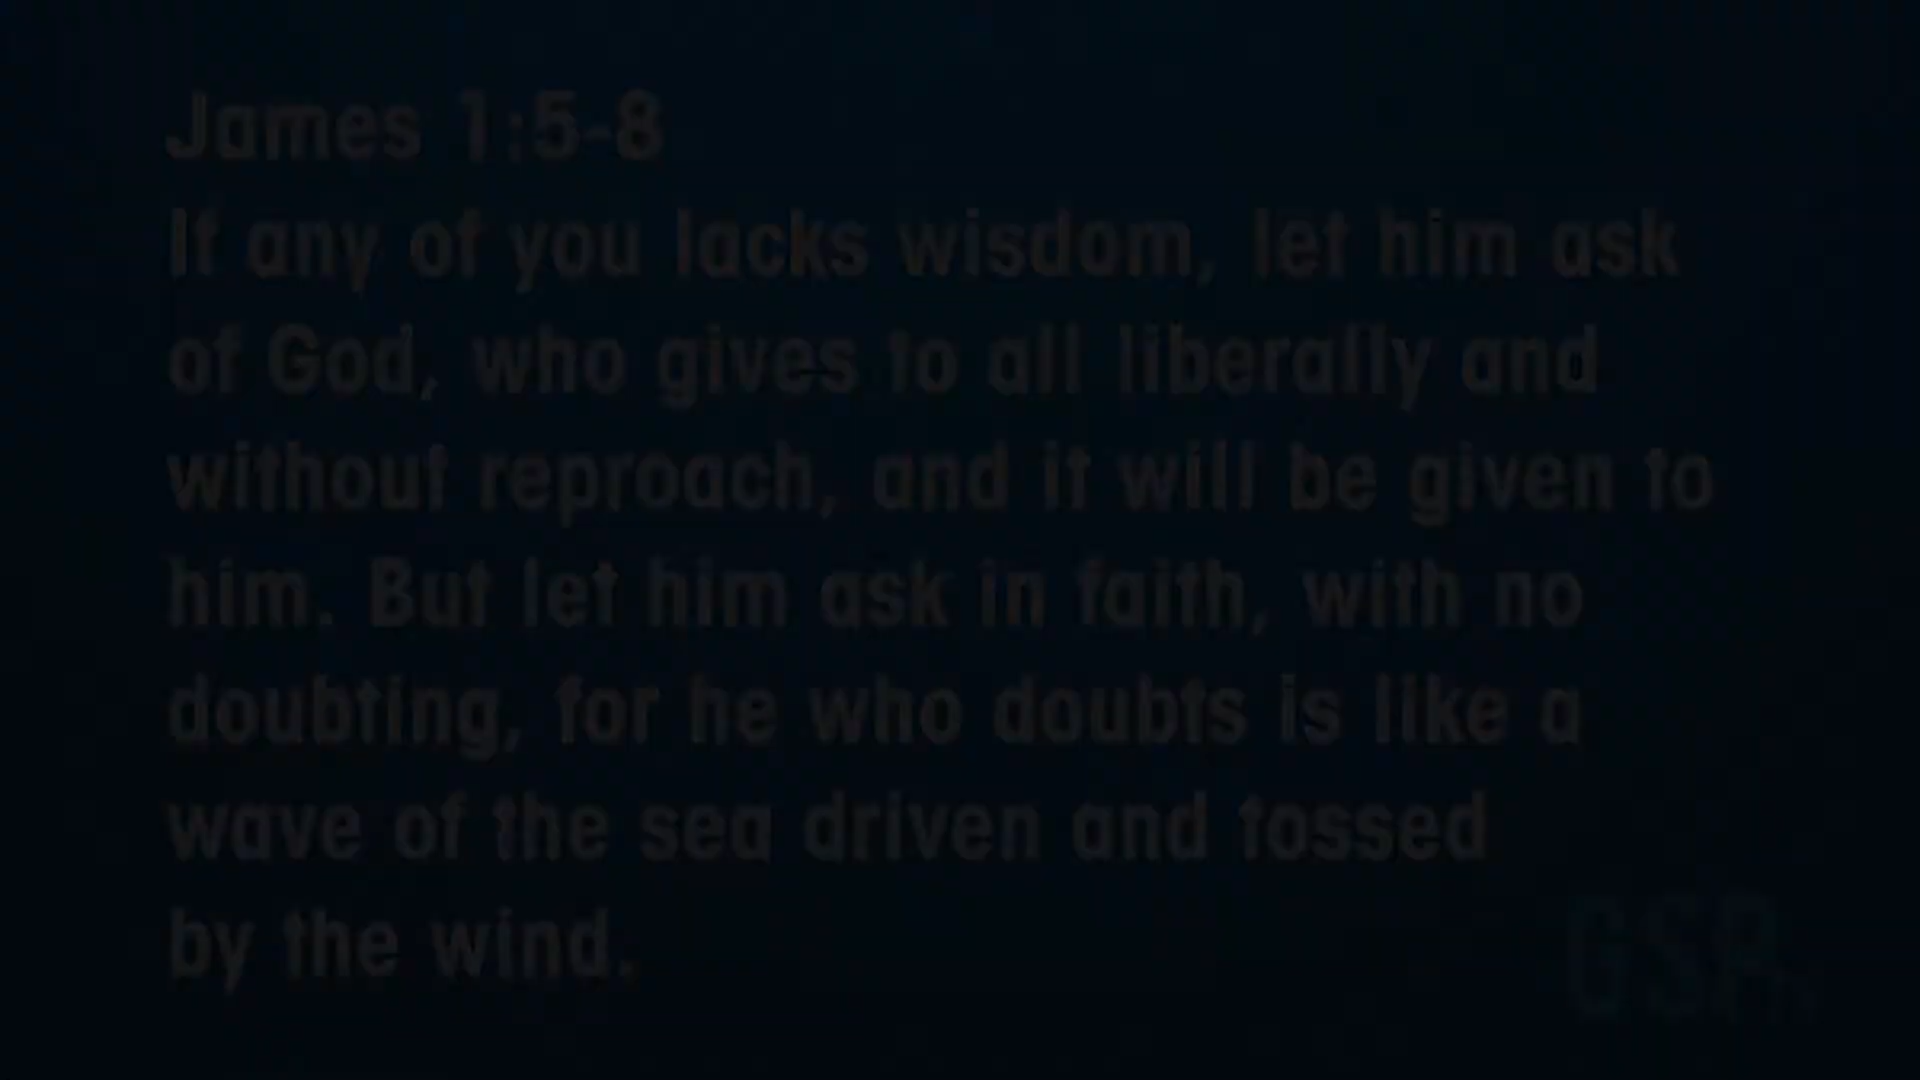 James 1:5-8
If any of you lacks wisdom, let him ask
of God, who gives to all liberally and
without reproach, and it will be given to
him. But let him ask in faith, with no
doubting, for he who doubts is like a
wave of the sea driven and tossed
by the wind.